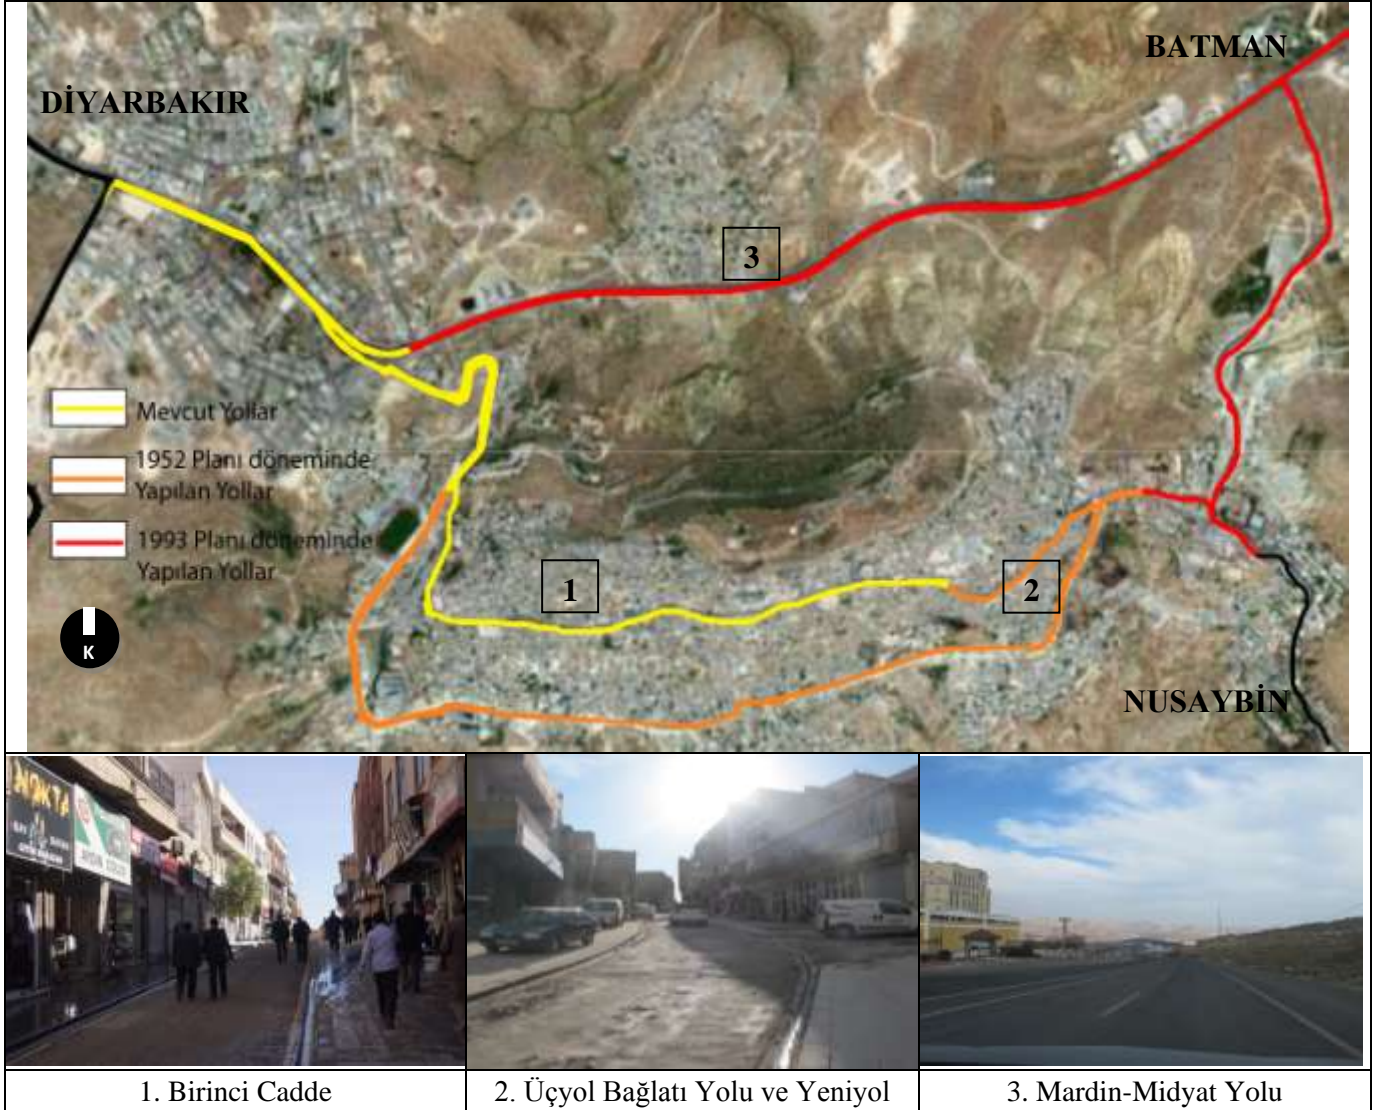 BATMAN
DİYARBAKIR
3
Mevcut Yollar
1952 Planı döneminde
Yapılan Yollar
1993 Planı döneminde
Yapılan Yollar
1
2
K
NUSAYBİN
NOKTA
1. Birinci Cadde
2. Üçyol Bağlatı Yolu ve Yeniyol
3. Mardin-Midyat Yolu